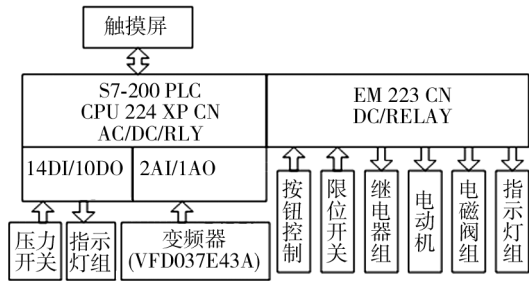 触摸屏
S7-200 PLC
CPU 224 XP CN
AC/DC/RLY
EM 223 CN
DC/RELAY
14DI/10DO
2AI/1AO
压力
开关
指示
灯组
变频器
(VFD037E43A)
按钮控制
限位开关
继电器组
电动机
电磁阀组
指示灯组